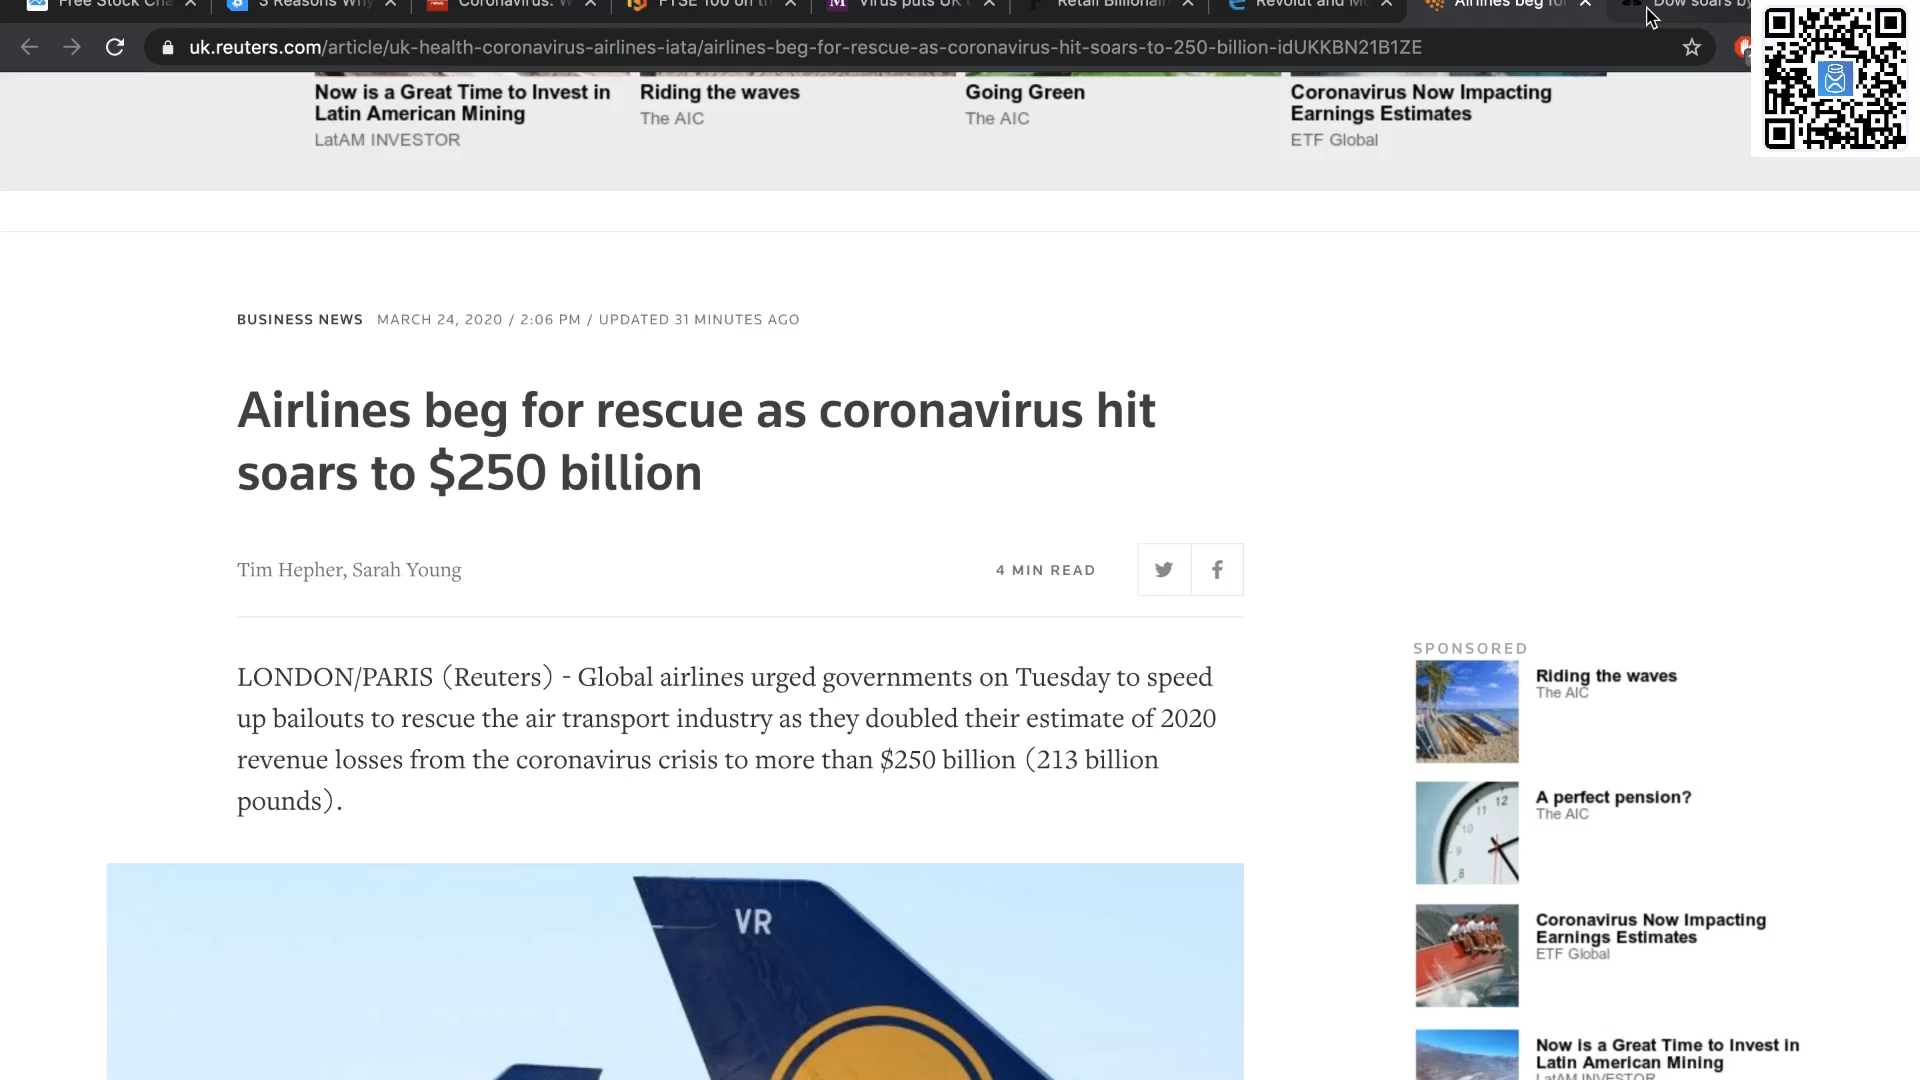 Free Stock Cha
3 Reasons Why
Coronavirus: W
FTSE 100 on th
Virus puts UK
Retail Billionai
Revolut and Mo
Airlines beg for
Dow soars by
uk.reuters.com/article/uk-health-coronavirus-airlines-iata/airlines-beg-for-rescue-as-coronavirus-hit-soars-to-250-billion-idUKKBN21B1ZE
Now is a Great Time to Invest in
Latin American Mining
LatAM INVESTOR
Riding the waves
The AIC
Going Green
The AIC
Coronavirus Now Impacting
Earnings Estimates
ETF Global
BUSINESS NEWS MARCH 24, 2020 / 2:06 PM / UPDATED 31 MINUTES AGO
Airlines beg for rescue as coronavirus hit
soars to $250 billion
Tim Hepher, Sarah Young
4 MIN READ
LONDON/PARIS (Reuters) - Global airlines urged governments on Tuesday to speed
up bailouts to rescue the air transport industry as they doubled their estimate of 2020
revenue losses from the coronavirus crisis to more than $250 billion (213 billion
pounds).
VR
SPONSORED
Riding the waves
The AIC
A perfect pension?
The AIC
Coronavirus Now Impacting
Earnings Estimates
ETF Global
Now is a Great Time to Invest in
Latin American Mining
LatAM INVESTOR